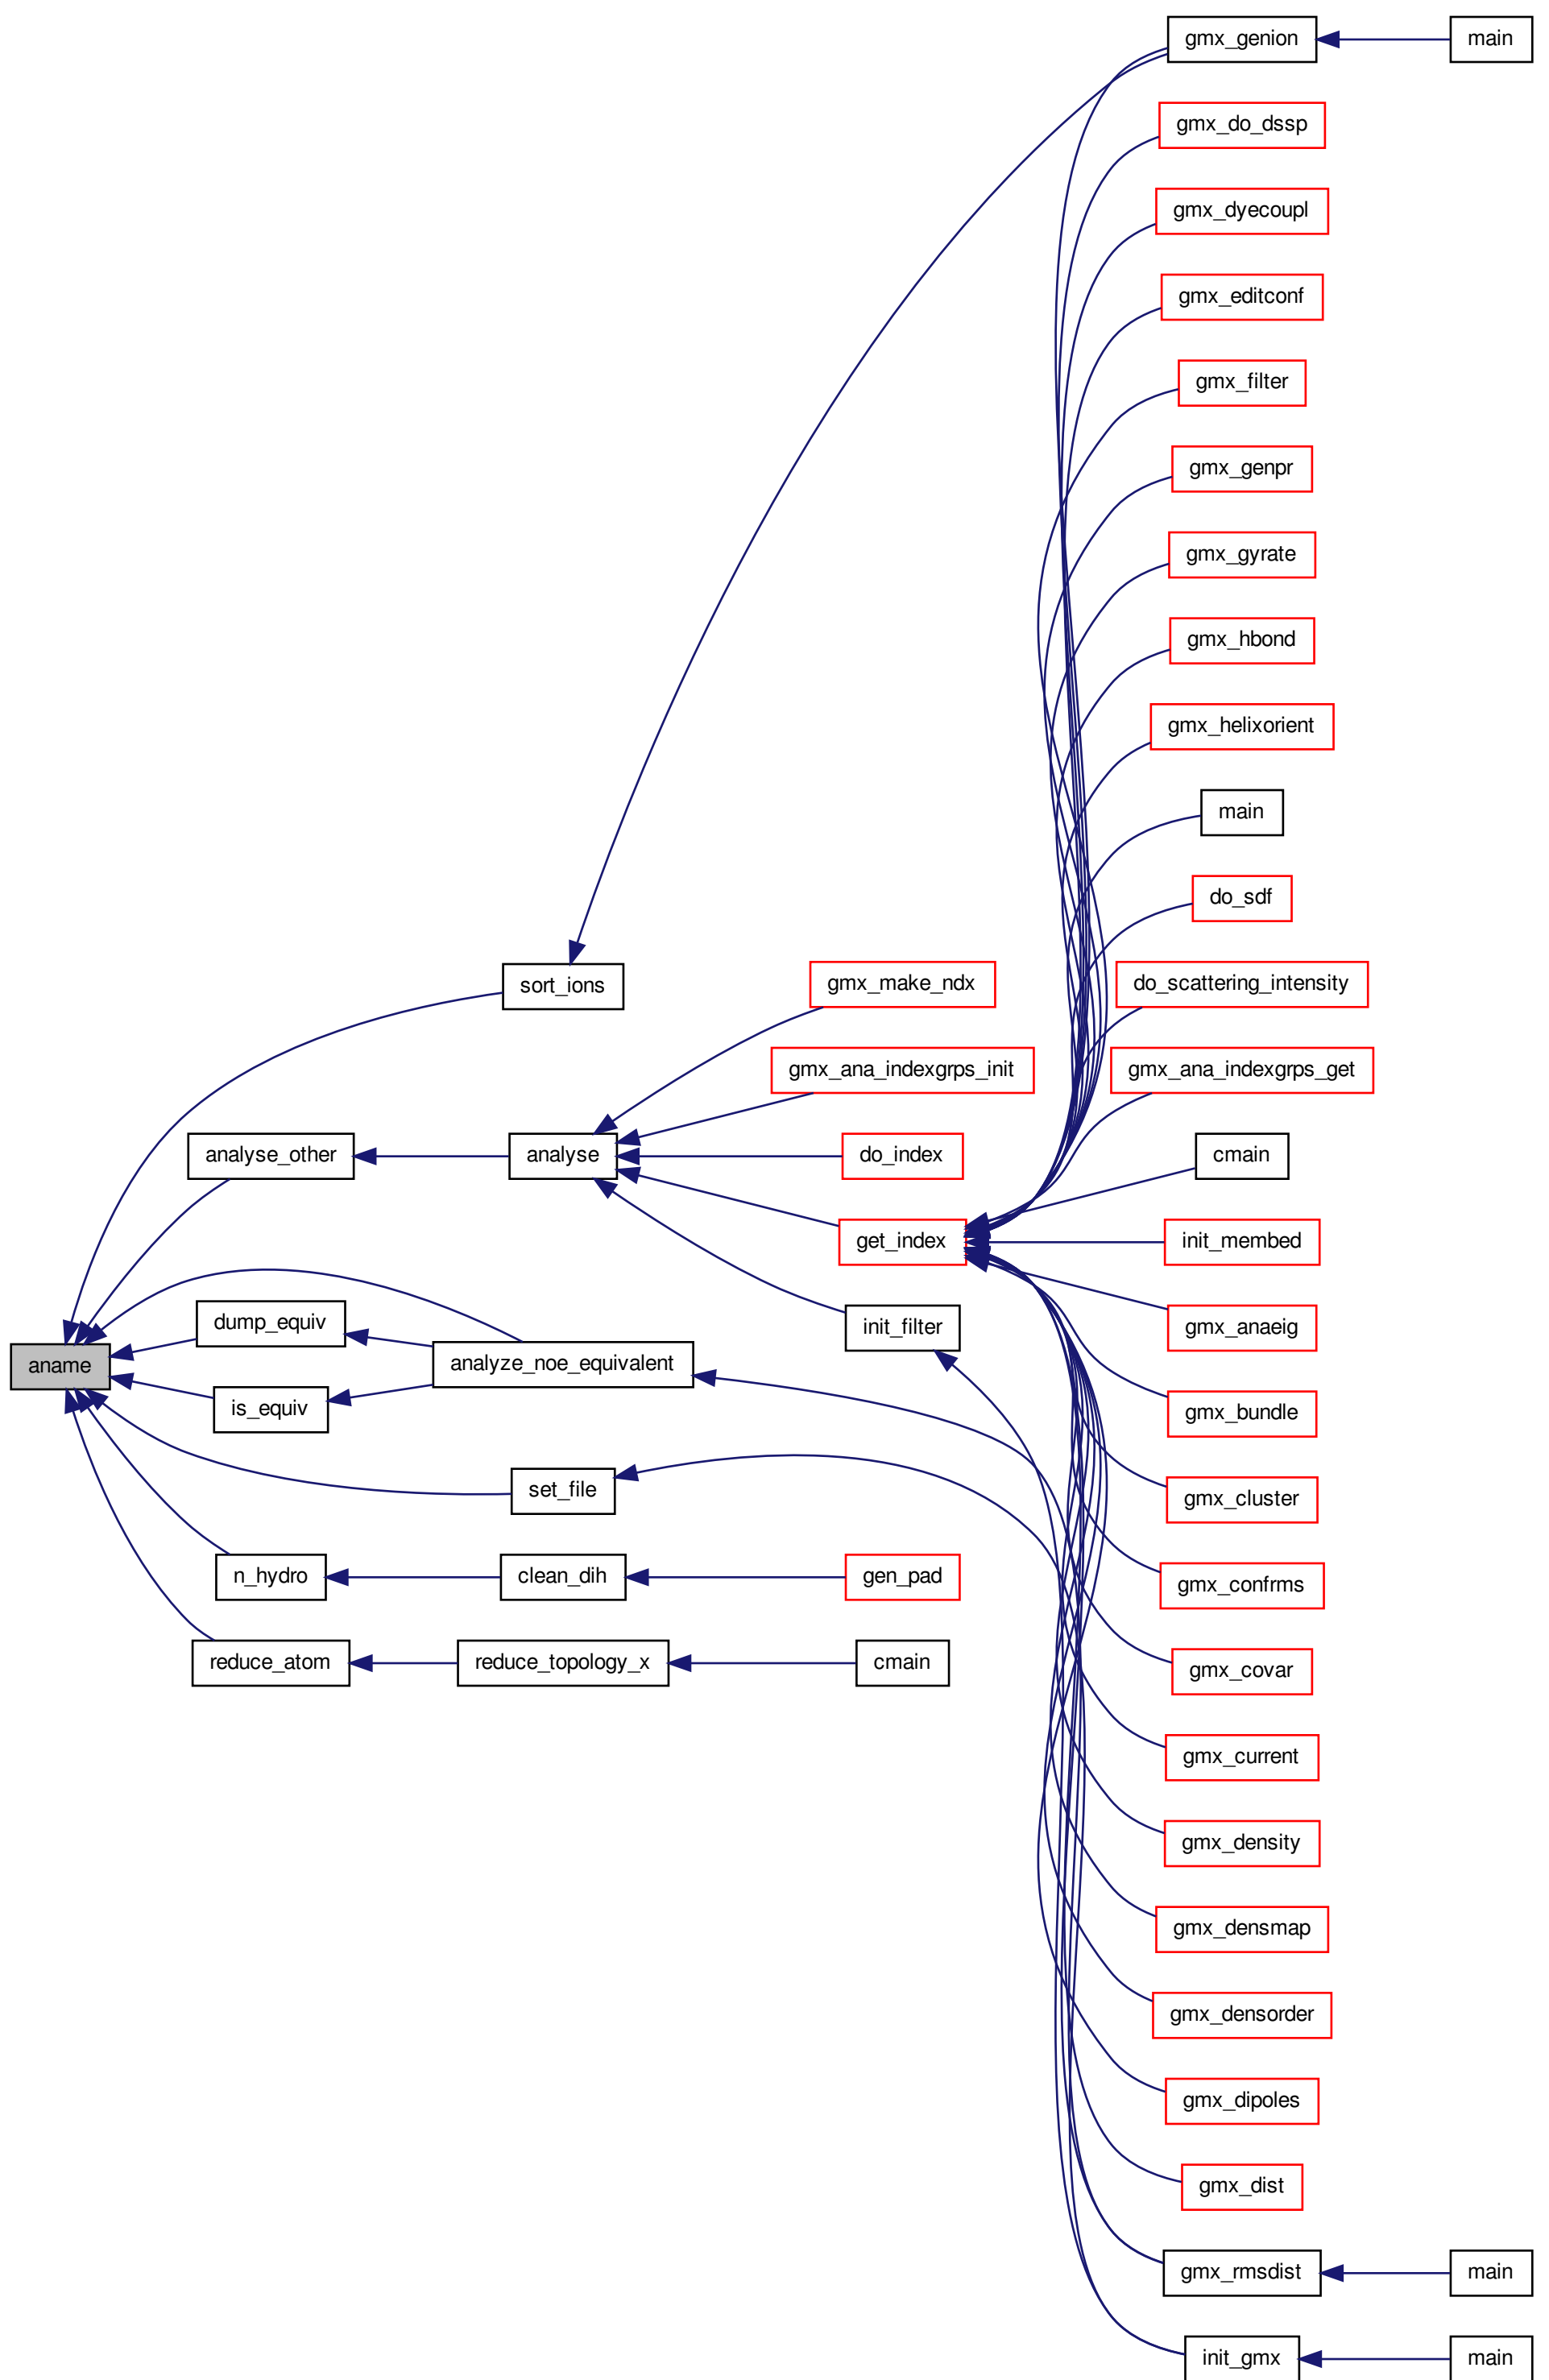 gmx_genion
main
gmx_do_dssp
gmx_dyecoupl
gmx_editconf
gmx_filter
gmx_genpr
gmx_gyrate
gmx_hbond
gmx_helixorient
main
do_sdf
sort_ions
gmx_make_ndx
do_scattering_intensity
gmx_ana_indexgrps_init
gmx_ana_indexgrps_get
analyse_other
analyse
do_index
cmain
get_index
init_membed
dump_equiv
init_filter
gmx_anaeig
aname
analyze_noe_equivalent
is_equiv
gmx_bundle
set_file
gmx_cluster
n_hydro
clean_dih
gen_pad
gmx_confrms
reduce_atom
reduce_topology_x
cmain
gmx_covar
gmx_current
gmx_density
gmx_densmap
gmx_densorder
gmx_dipoles
gmx_dist
gmx_rmsdist
main
init_gmx
main